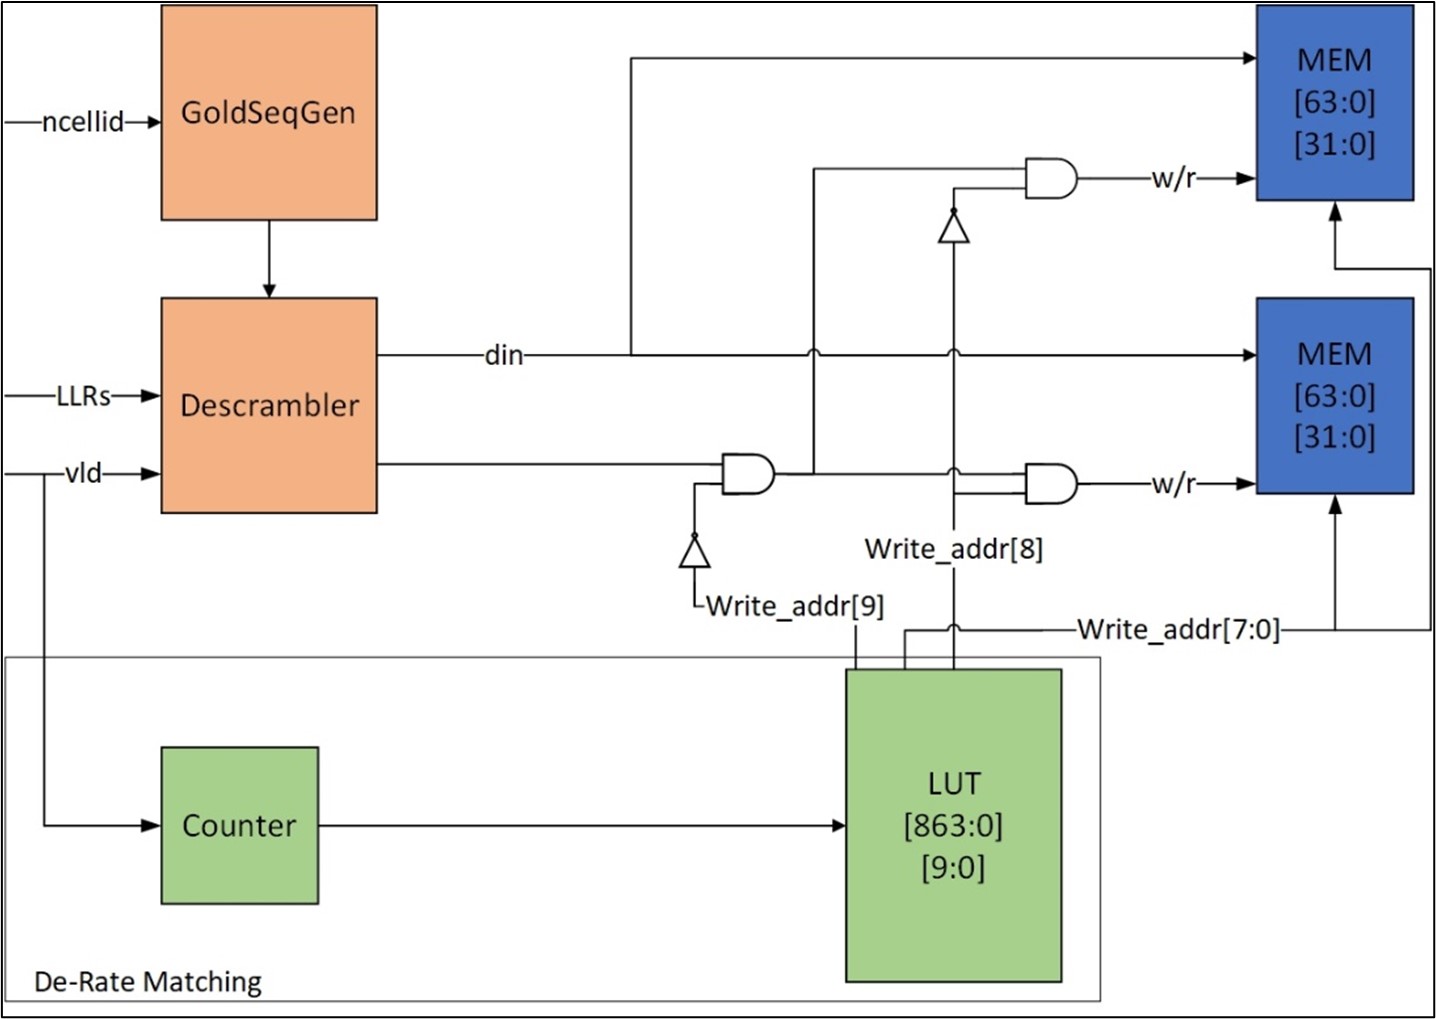 ncellid
GoldSeqGen
MEM
[63:0]
[31:0]
w/r
LLRs
vld
Descrambler
din
MEM
[63:0]
[31:0]
w/r
Write_addr[8]
Write_addr[9]
Write_addr[7:0]
Counter
LUT
[863:0]
[9:0]
De-Rate Matching